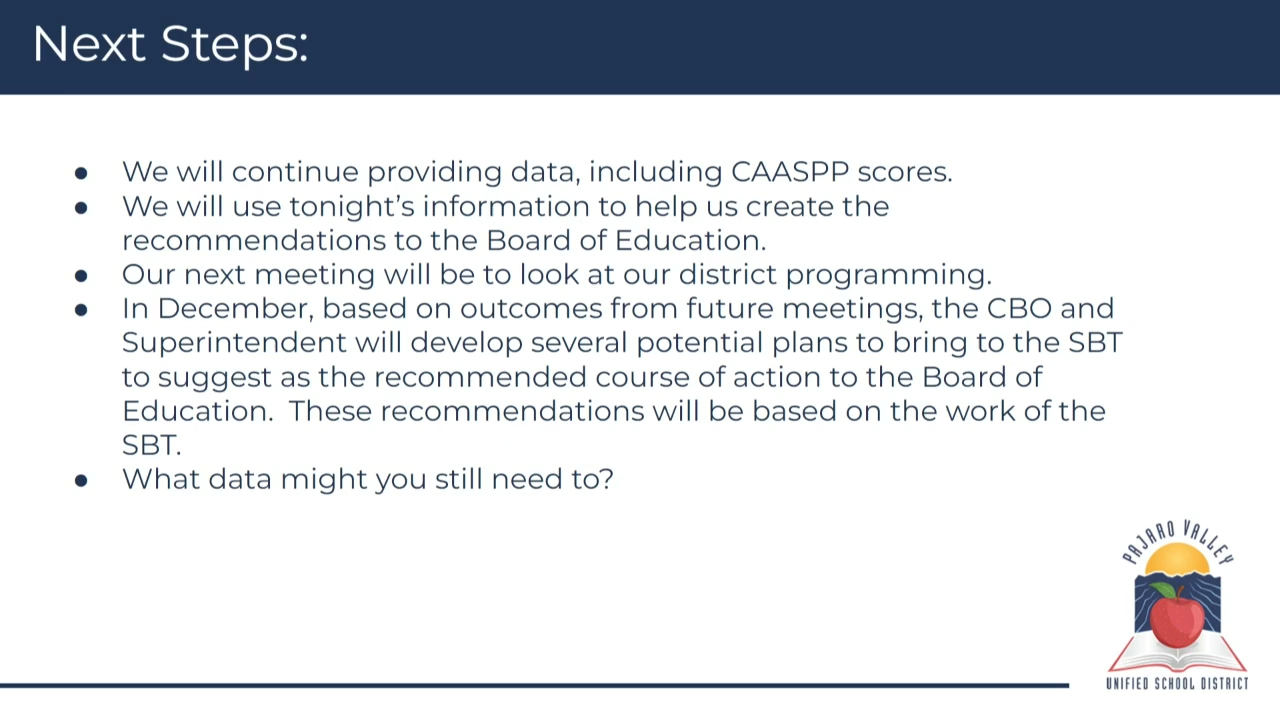 Next Steps:
● We will continue providing data, including CAASPP scores.
● We will use tonight’s information to help us create the
recommendations to the Board of Education.
● Our next meeting will be to look at our district programming.
● In December, based on outcomes from future meetings, the CBO and
Superintendent will develop several potential plans to bring to the SBT
to suggest as the recommended course of action to the Board of
Education.  These recommendations will be based on the work of the
SBT.
● What data might you still need to?
PAJARO VALLEY
UNIFIED SCHOOL DISTRICT